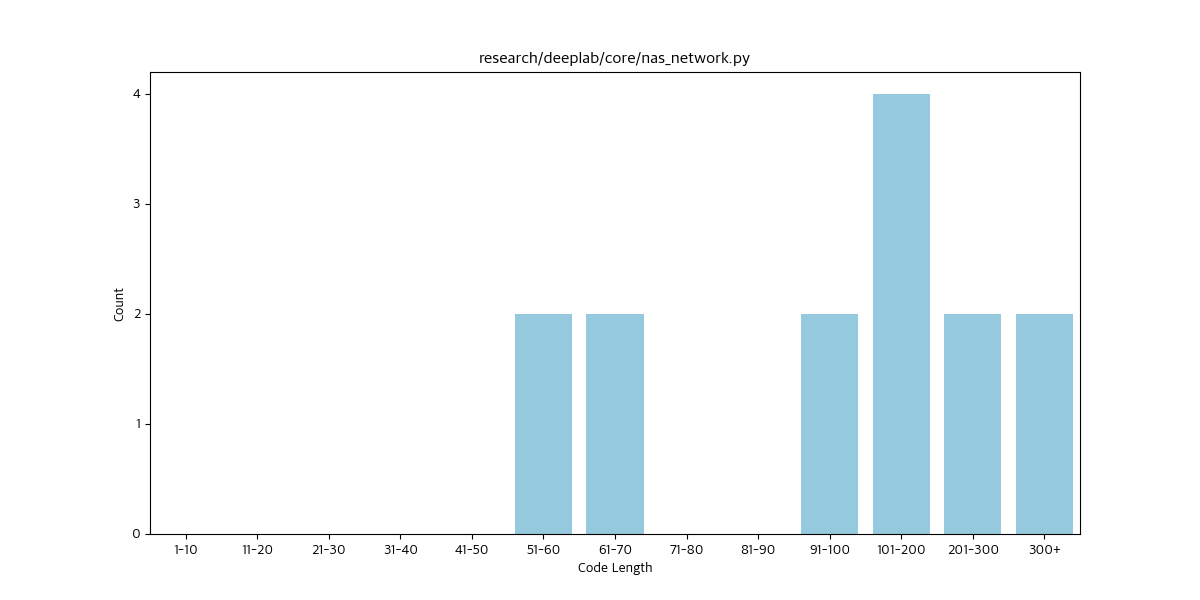 research/deeplab/core/nas_network.py
Count
4
3
2
1
0
1-10 11-20 21-30 31-40 41-50 51-60 61-70 71-80 81-90 91-100 101-200 201-300 300+
Code Length